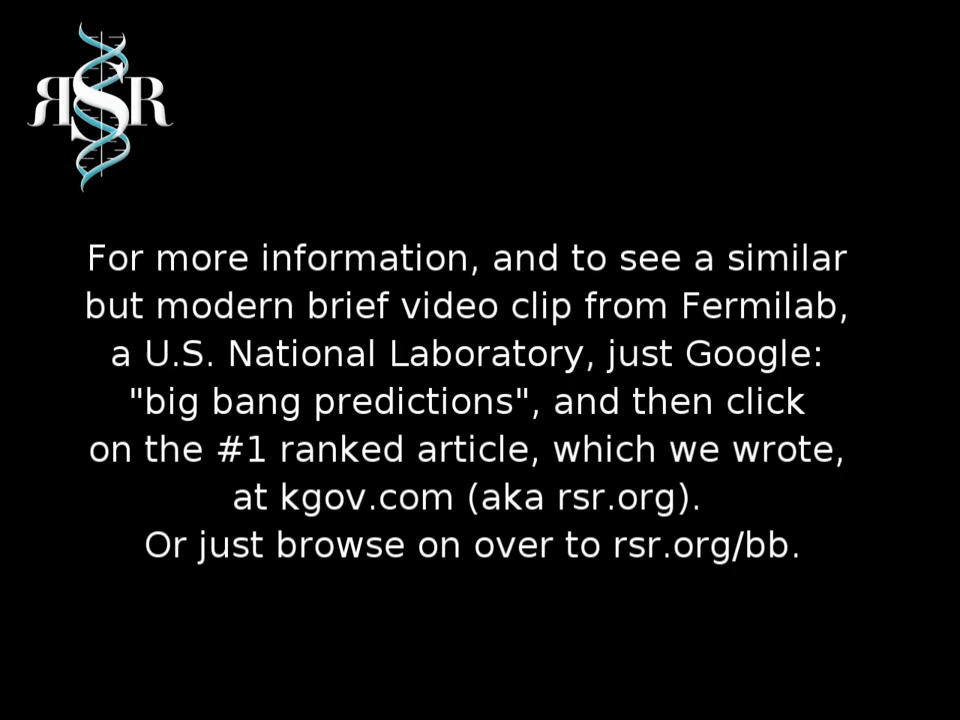 RSR
For more information, and to see a similar
but modern brief video clip from Fermilab,
a U.S. National Laboratory, just Google:
"big bang predictions", and then click
on the #1 ranked article, which we wrote,
at kgov.com (aka rsr.org).
Or just browse on over to rsr.org/bb.